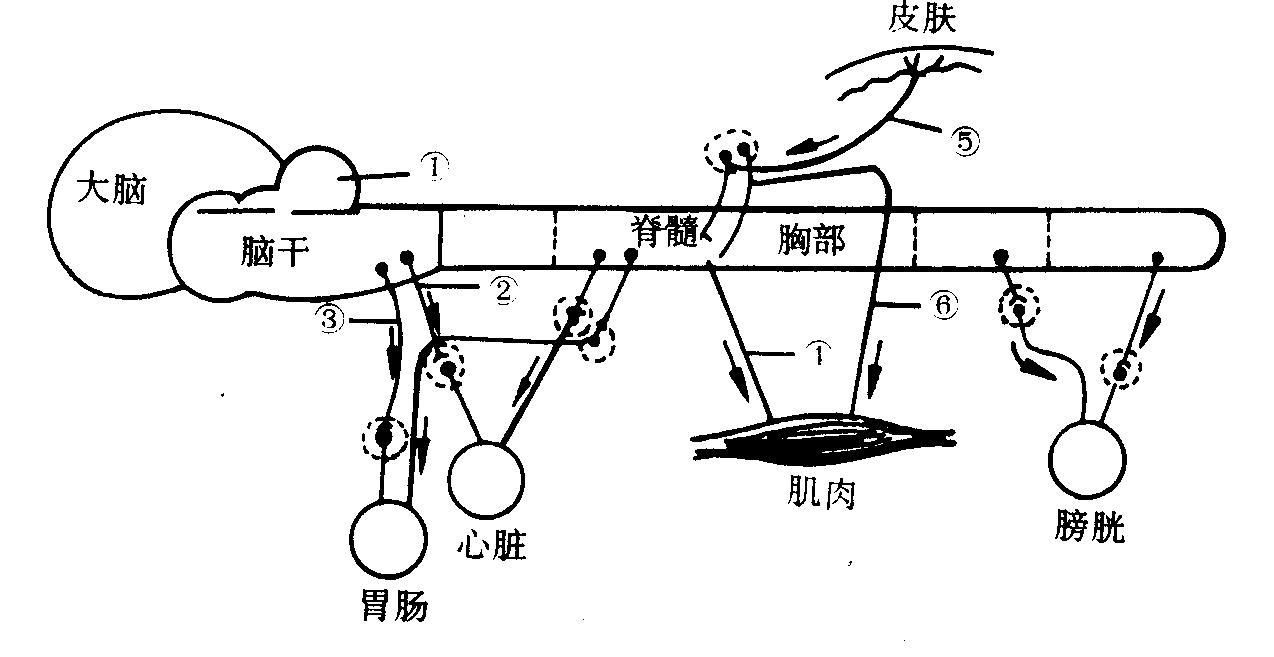 皮肤
⑤
①
大脑
脊髓
胸部
脑干
②
③
⑥
①
肌肉
膀胱
心脏
胃肠